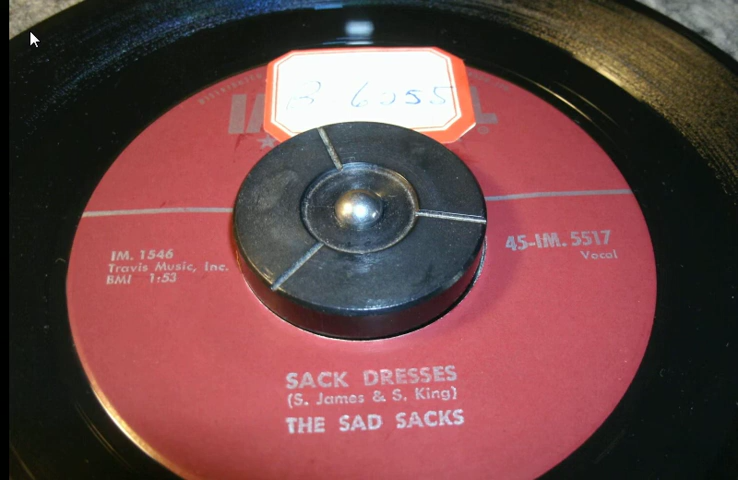 6055
IM. 1546
Travis Music, Inc.
BMI 1:53
45-IM. 5517
Vocal
SACK DRESSES
(S. James & S. King)
THE SAD SACKS